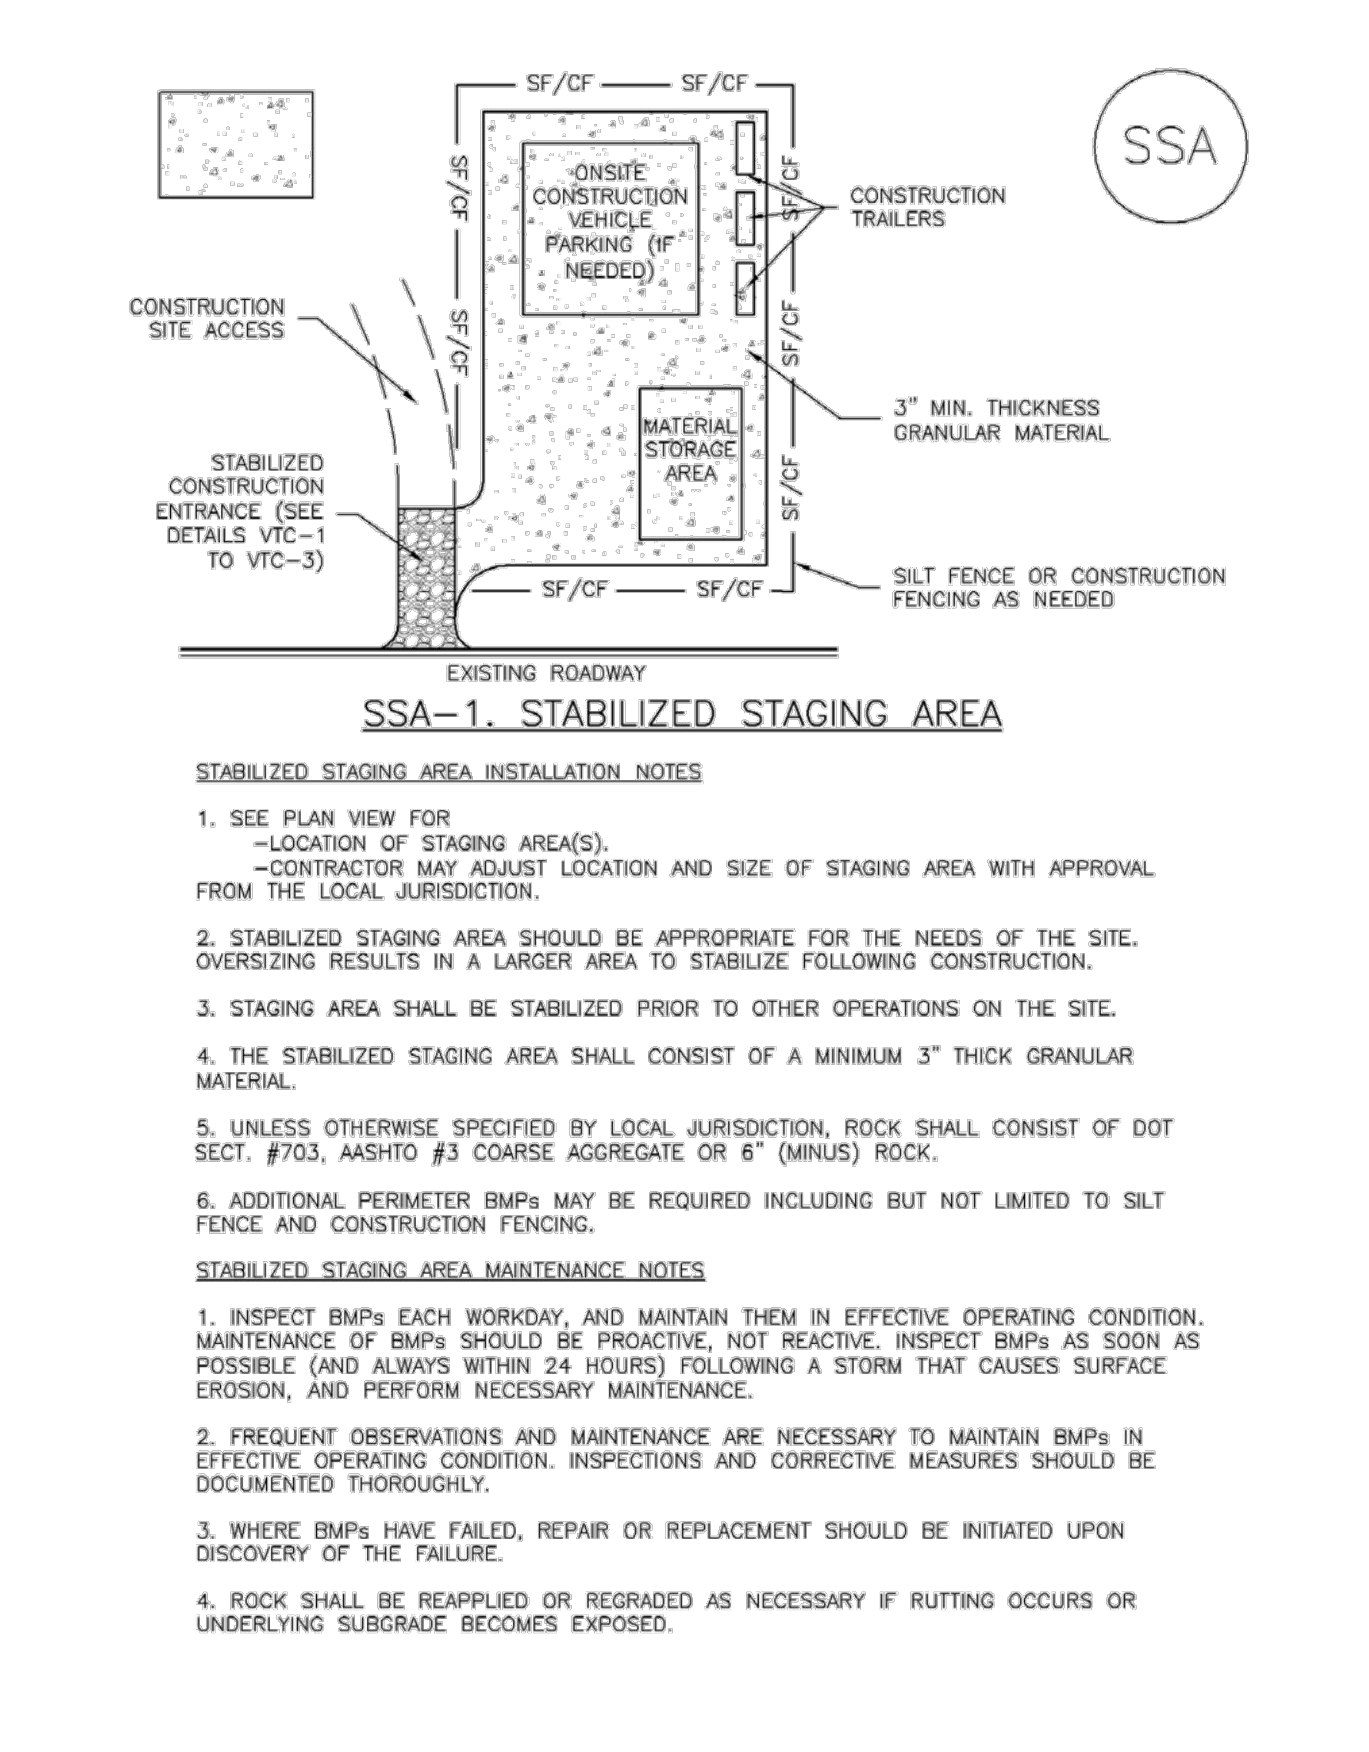 SF/CF SF/CF
SSA
SF/CF
SF/CF
ONSITE
CONSTRUCTION
VEHICLE
PARKING (IF
NEEDED)
CONSTRUCTION
TRAILERS
CONSTRUCTION
SITE ACCESS
SF/CF
SF/CF
3" MIN. THICKNESS
GRANULAR MATERIAL
MATERIAL
STORAGE
AREA
STABILIZED
CONSTRUCTION
ENTRANCE (SEE
DETAILS VTC-1
TO VTC-3)
SF/CF
SF/CF SF/CF
SILT FENCE OR CONSTRUCTION
FENCING AS NEEDED
EXISTING ROADWAY
SSA-1. STABILIZED STAGING AREA
STABILIZED STAGING AREA INSTALLATION NOTES
1. SEE PLAN VIEW FOR
-LOCATION OF STAGING AREA(S).
-CONTRACTOR MAY ADJUST LOCATION AND SIZE OF STAGING AREA WITH APPROVAL
FROM THE LOCAL JURISDICTION.
2. STABILIZED STAGING AREA SHOULD BE APPROPRIATE FOR THE NEEDS OF THE SITE.
OVERSIZING RESULTS IN A LARGER AREA TO STABILIZE FOLLOWING CONSTRUCTION.
3. STAGING AREA SHALL BE STABILIZED PRIOR TO OTHER OPERATIONS ON THE SITE.
4. THE STABILIZED STAGING AREA SHALL CONSIST OF A MINIMUM 3" THICK GRANULAR
MATERIAL.
5. UNLESS OTHERWISE SPECIFIED BY LOCAL JURISDICTION, ROCK SHALL CONSIST OF DOT
SECT. #703, AASHTO #3 COARSE AGGREGATE OR 6" (MINUS) ROCK.
6. ADDITIONAL PERIMETER BMPs MAY BE REQUIRED INCLUDING BUT NOT LIMITED TO SILT
FENCE AND CONSTRUCTION FENCING.
STABILIZED STAGING AREA MAINTENANCE NOTES
1. INSPECT BMPs EACH WORKDAY, AND MAINTAIN THEM IN EFFECTIVE OPERATING CONDITION.
MAINTENANCE OF BMPs SHOULD BE PROACTIVE, NOT REACTIVE. INSPECT BMPs AS SOON AS
POSSIBLE (AND ALWAYS WITHIN 24 HOURS) FOLLOWING A STORM THAT CAUSES SURFACE
EROSION, AND PERFORM NECESSARY MAINTENANCE.
2. FREQUENT OBSERVATIONS AND MAINTENANCE ARE NECESSARY TO MAINTAIN BMPs IN
EFFECTIVE OPERATING CONDITION. INSPECTIONS AND CORRECTIVE MEASURES SHOULD BE
DOCUMENTED THOROUGHLY.
3. WHERE BMPs HAVE FAILED, REPAIR OR REPLACEMENT SHOULD BE INITIATED UPON
DISCOVERY OF THE FAILURE.
4. ROCK SHALL BE REAPPLIED OR REGRADED AS NECESSARY IF RUTTING OCCURS OR
UNDERLYING SUBGRADE BECOMES EXPOSED.